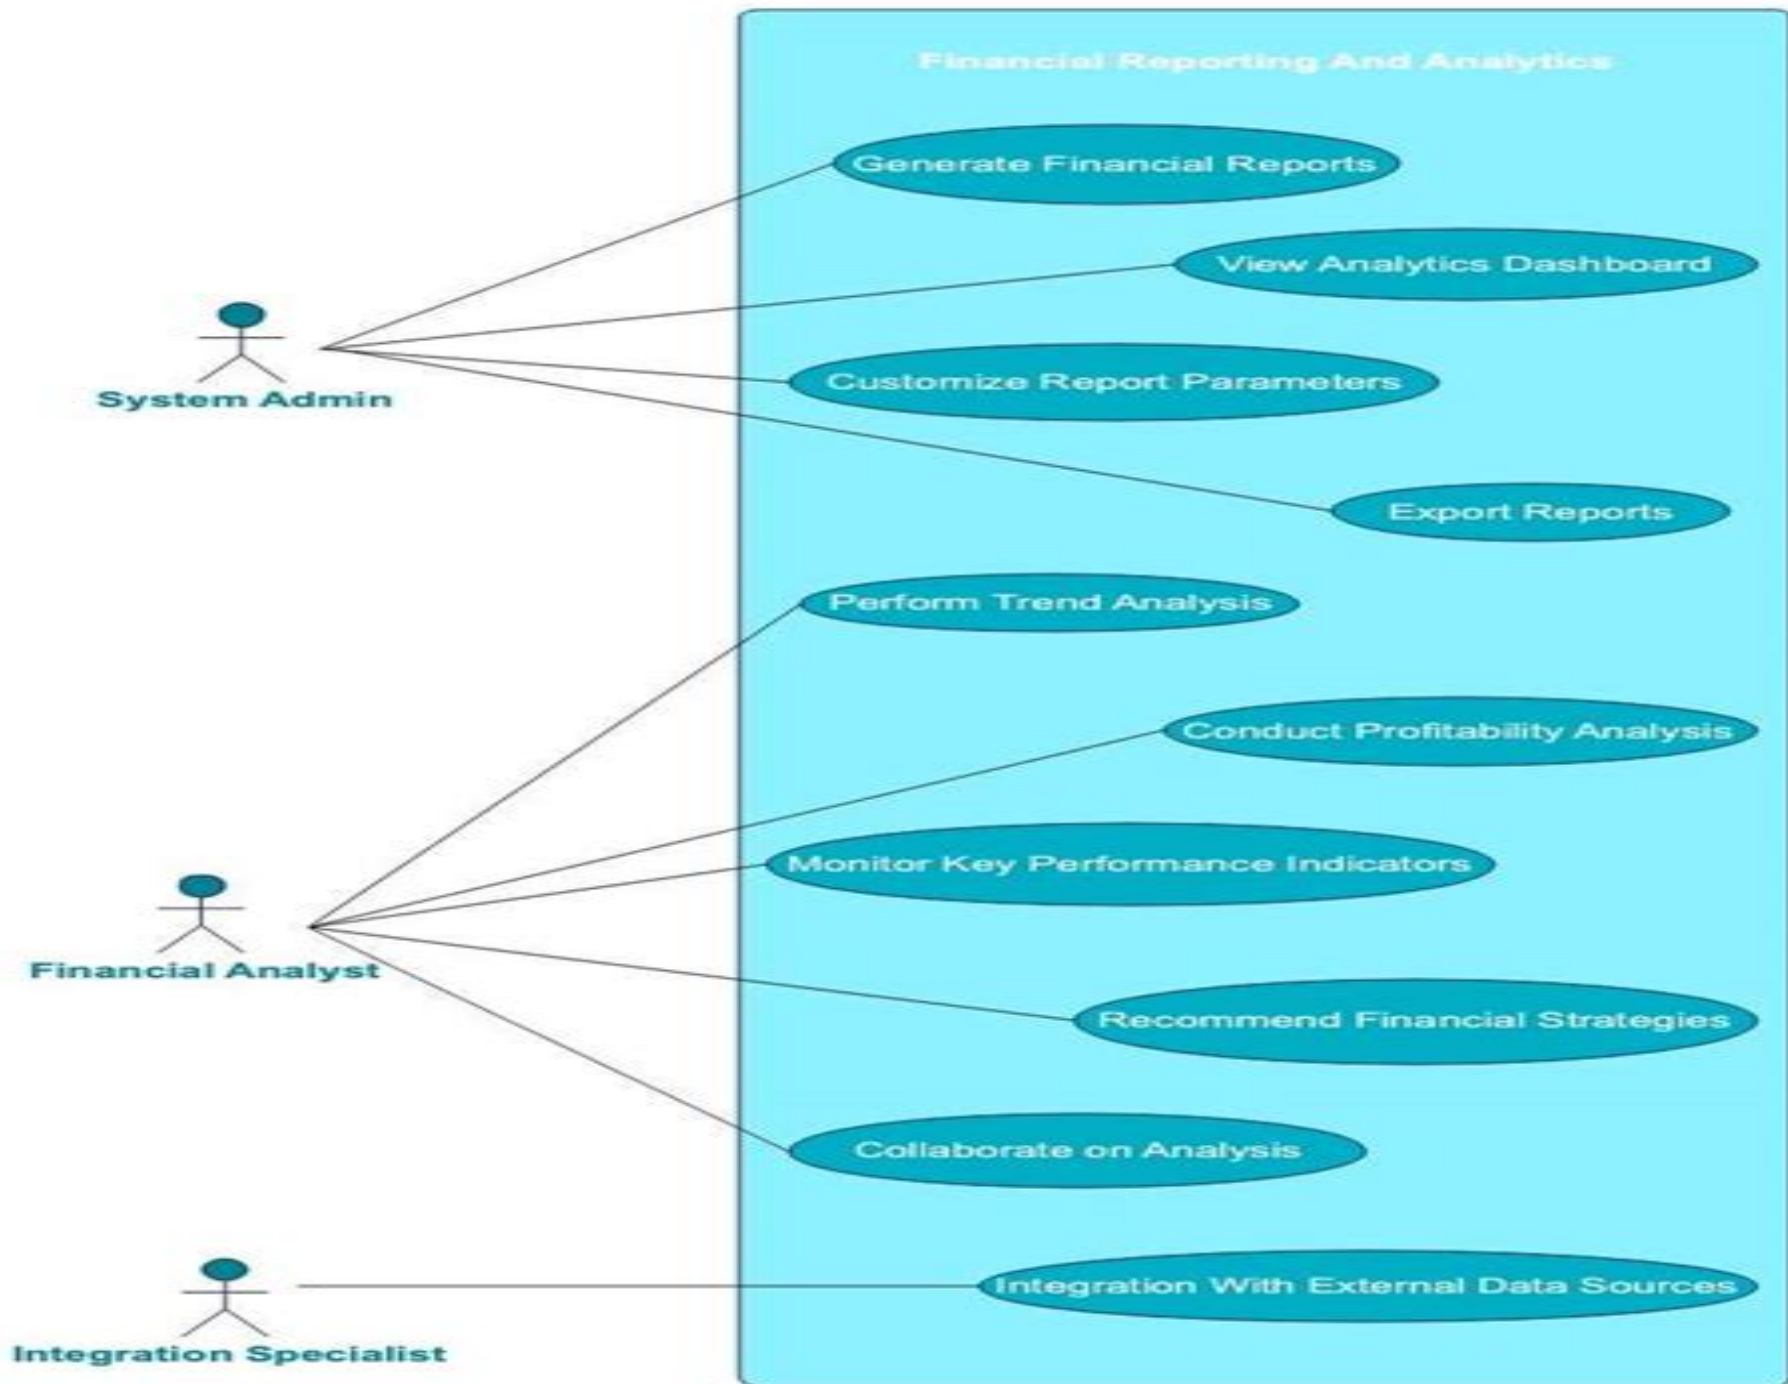 Financial Reporting And Analytics
Generate Financial Reports
View Analytics Dashboard
System Admin
Customize Report Parameters
Export Reports
Perform Trend Analysis
Conduct Profitability Analysis
Monitor Key Performance Indicators
Financial Analyst
Recommend Financial Strategies
Collaborate on Analysis
Integration With External Data Sources
Integration Specialist